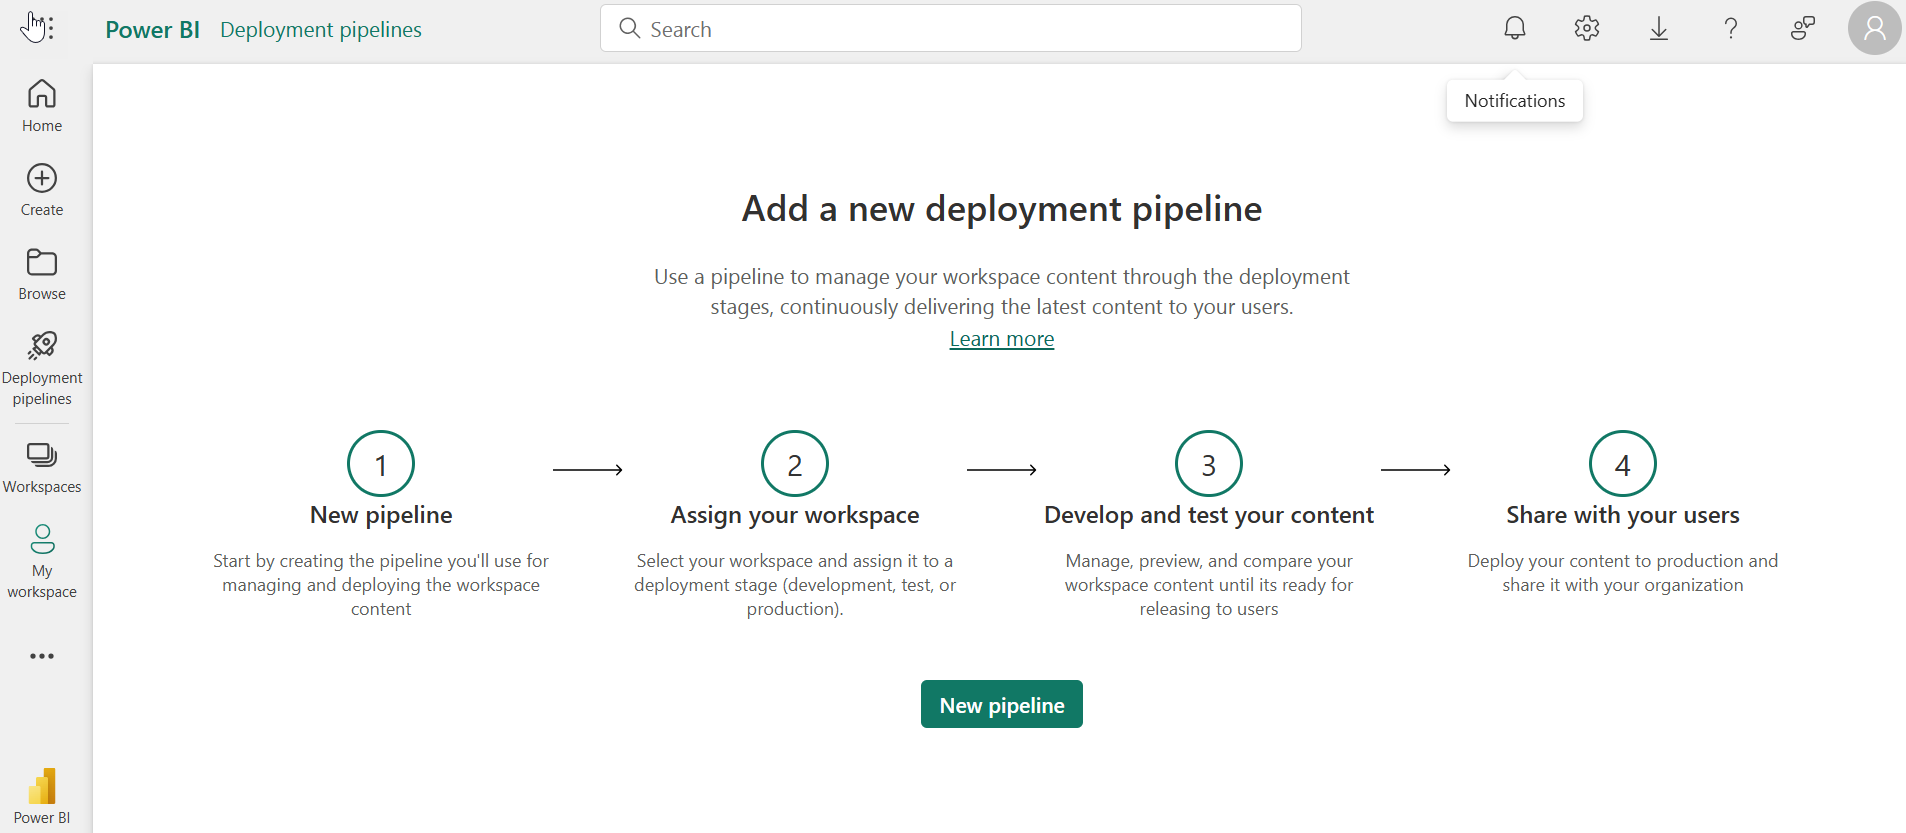 Power BI Deployment pipelines
Search
Notifications
Home
Create
Browse
Deployment
pipelines
Workspaces
My
workspace
Power BI
Add a new deployment pipeline
Use a pipeline to manage your workspace content through the deployment
stages, continuously delivering the latest content to your users.
Learn more
1
New pipeline
Start by creating the pipeline you'll use for
managing and deploying the workspace
content
2
Assign your workspace
Select your workspace and assign it to a
deployment stage (development, test, or
production).
3
Develop and test your content
Manage, preview, and compare your
workspace content until its ready for
releasing to users
4
Share with your users
Deploy your content to production and
share it with your organization
New pipeline